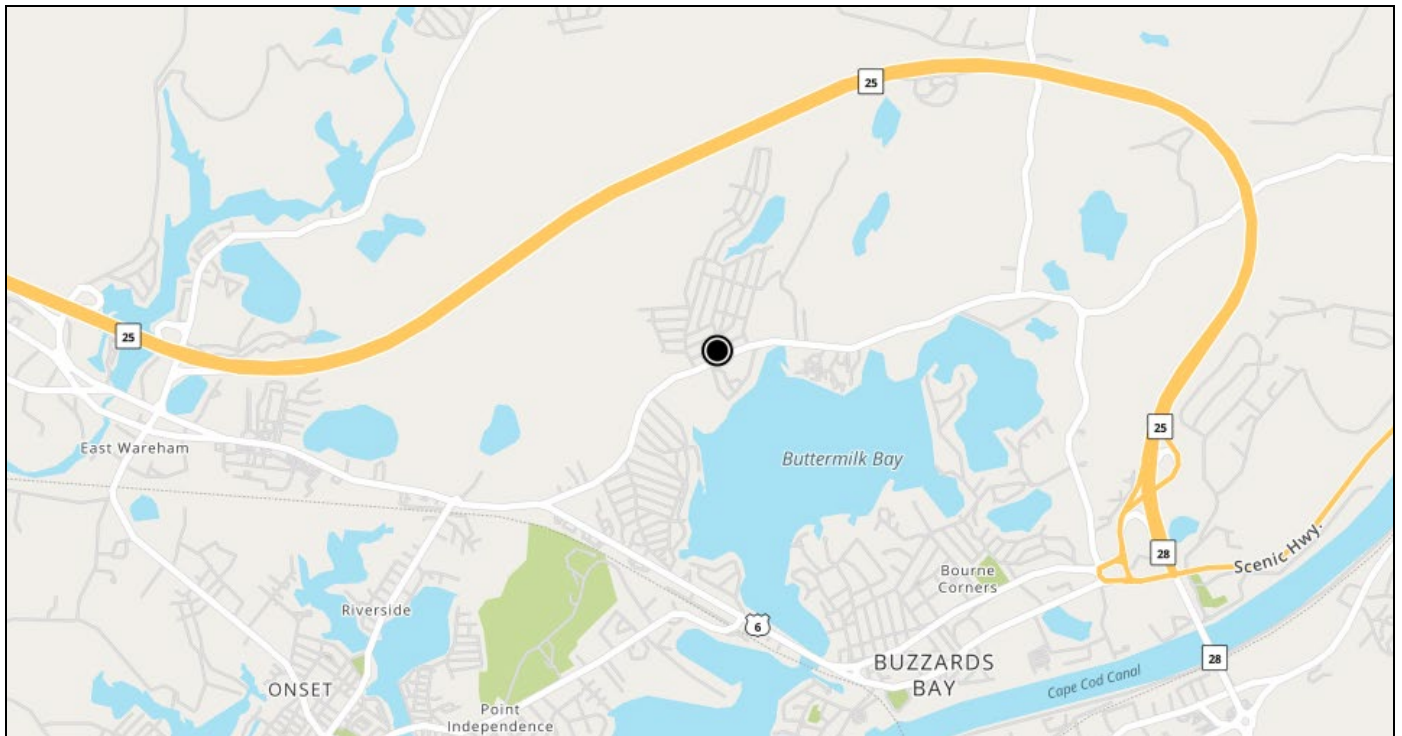 25
25
East Wareham
Buttermilk Bay
25
Scenic Hwy.
28
Bourne
Corners
Riverside
6
BUZZARDS
BAY
28
ONSET
Cape Cod Canal
Point
Independence